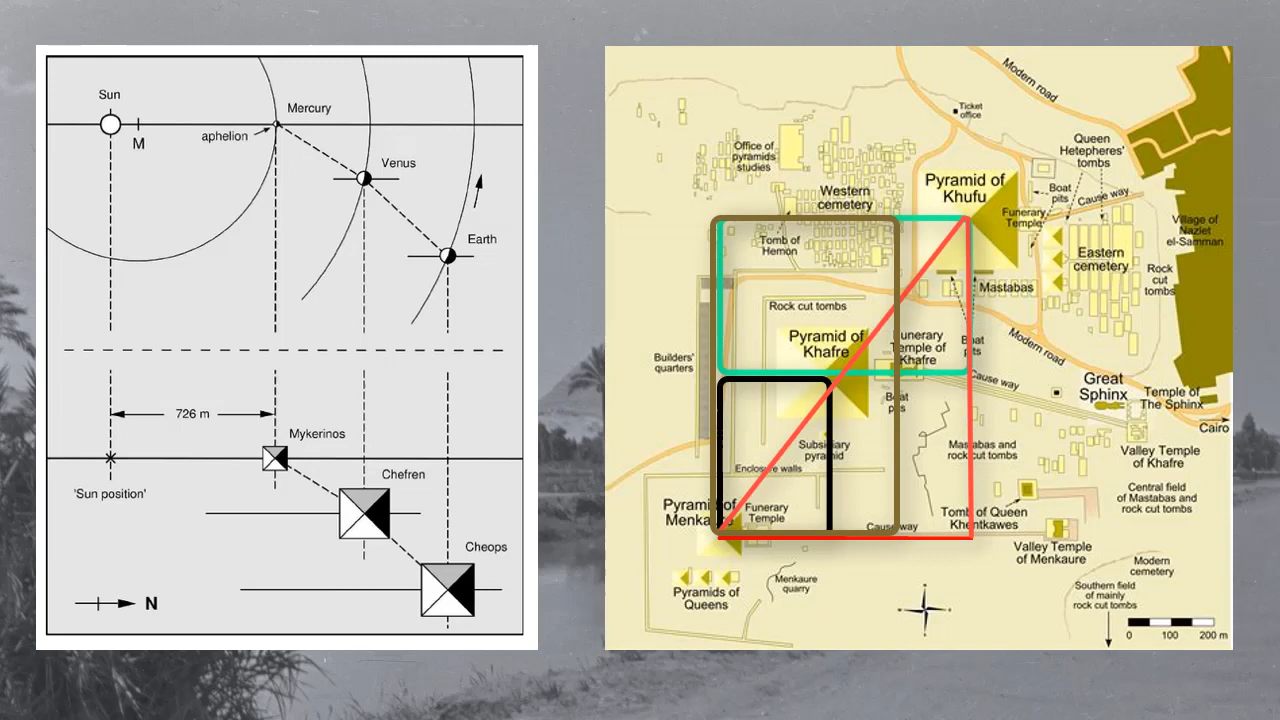 Sun
M
Mercury
aphelion
Venus
Earth
726 m
Mykerinos
'Sun position'
Chefren
Cheops
N
Modern road
Ticket
office
Office of
pyramids
studies
Queen
Hetepheres'
tombs
Western
cemetery
Pyramid of
Khufu
Boat
pits
Cause way
Funerary
Temple
Village of
Nazlet
el-Samman
Tomb of
Hemon
Eastern
cemetery
Rock
cut
tombs
Mastabas
Rock cut tombs
Pyramid of
Khafre
Funerary
Temple of
Khafre
Boat
pits
Modern road
Builders'
quarters
Cause way
Great
Sphinx
Temple of
The Sphinx
Boat
pits
Cairo
Subsidiary
pyramid
Mastabas and
rock cut tombs
Valley Temple
of Khafre
Enclosure walls
Central field
of Mastabas and
rock cut tombs
Pyramid of
Menkaure
Funerary
Temple
Cause way
Tomb of Queen
Khentkawes
Valley Temple
of Menkaure
Modern
cemetery
Menkaure
quarry
Pyramids of
Queens
Southern field
of mainly
rock cut tombs
0 100 200 m